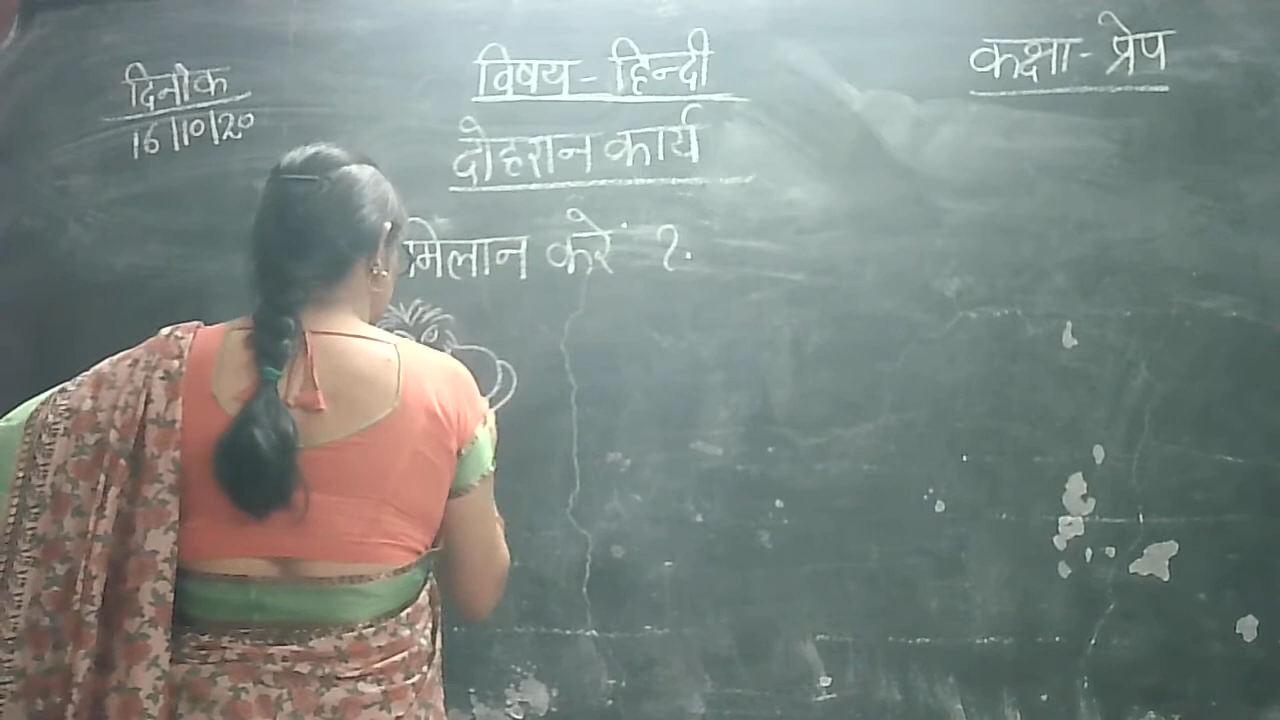 दिनांक
16/10/20
विषय - हिन्दी
कक्षा - प्रेप
दोहरान कार्य
मिलान करें ?.